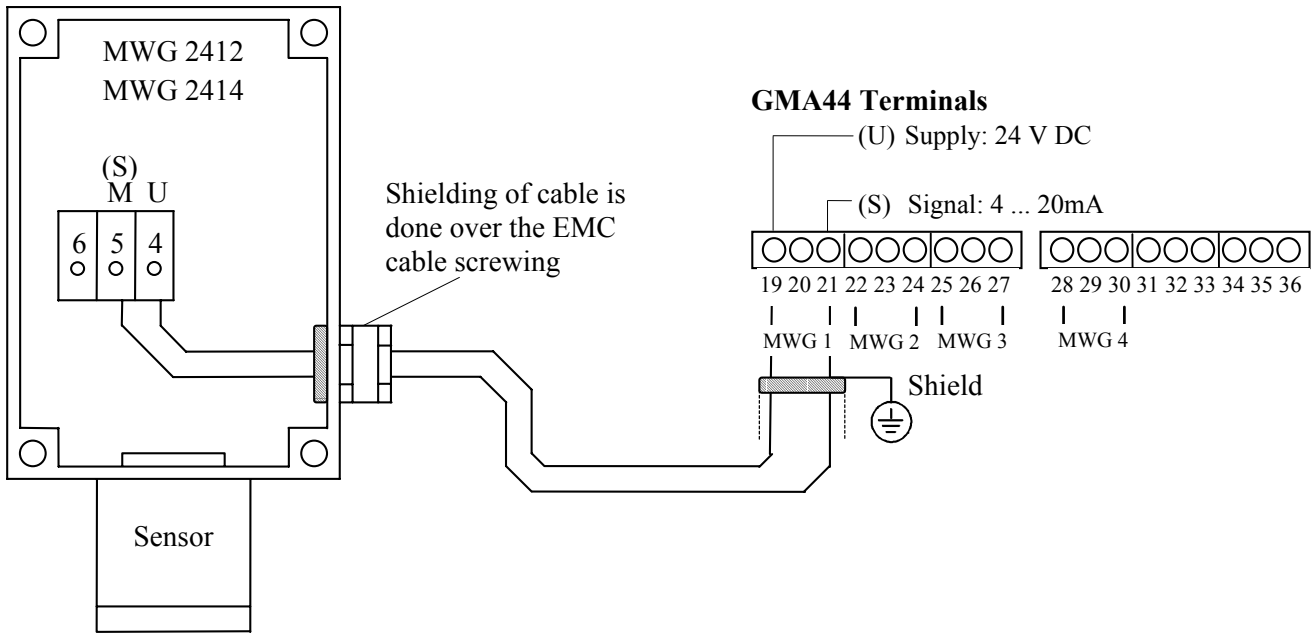 MWG 2412
MWG 2414
(S)
M U
6 5 4
Sensor
Shielding of cable is
done over the EMC
cable screwing
GMA44 Terminals
(U) Supply: 24 V DC
(S) Signal: 4 ... 20mA
19 20 21 22 23 24 25 26 27 28 29 30 31 32 33 34 35 36
MWG 1 MWG 2 MWG 3 MWG 4
Shield